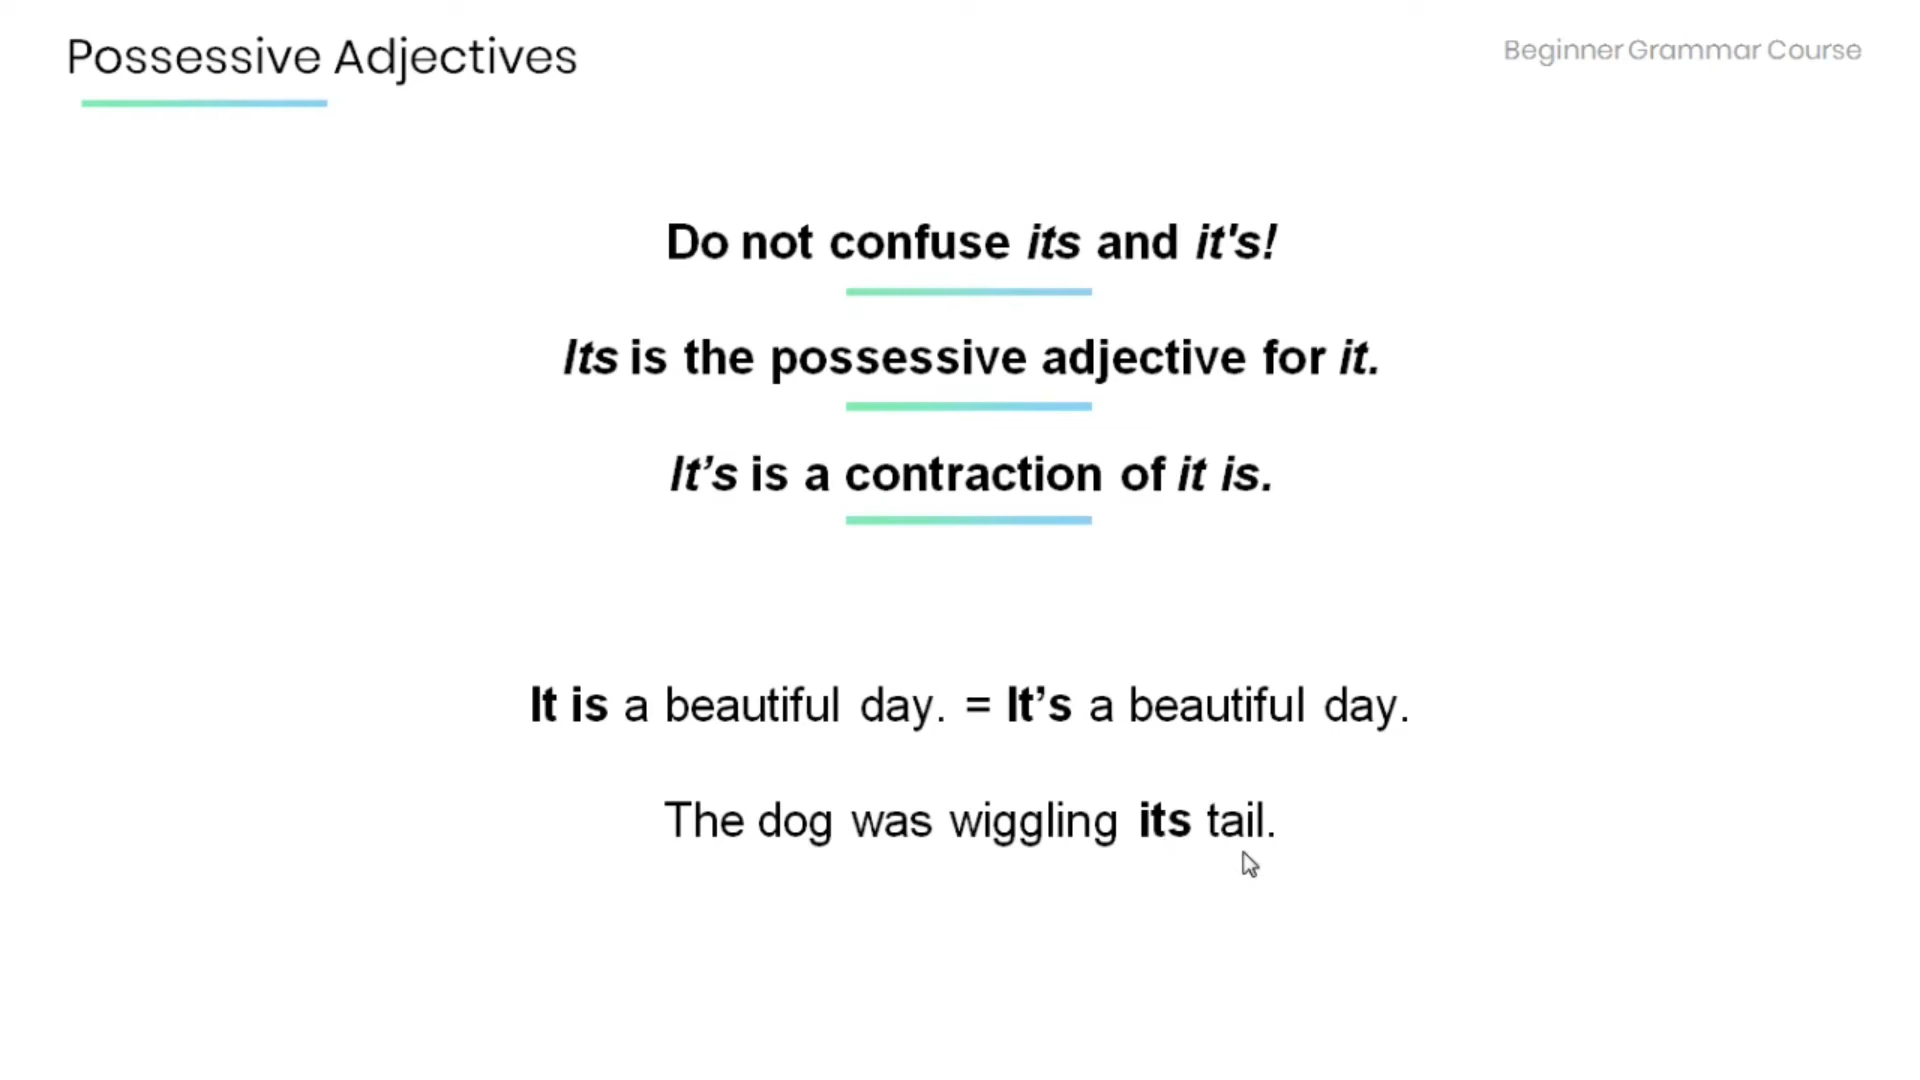 Possessive Adjectives
Beginner Grammar Course
Do not confuse its and it's!
Its is the possessive adjective for it.
It’s is a contraction of it is.
It is a beautiful day. = It’s a beautiful day.
The dog was wiggling its tail.